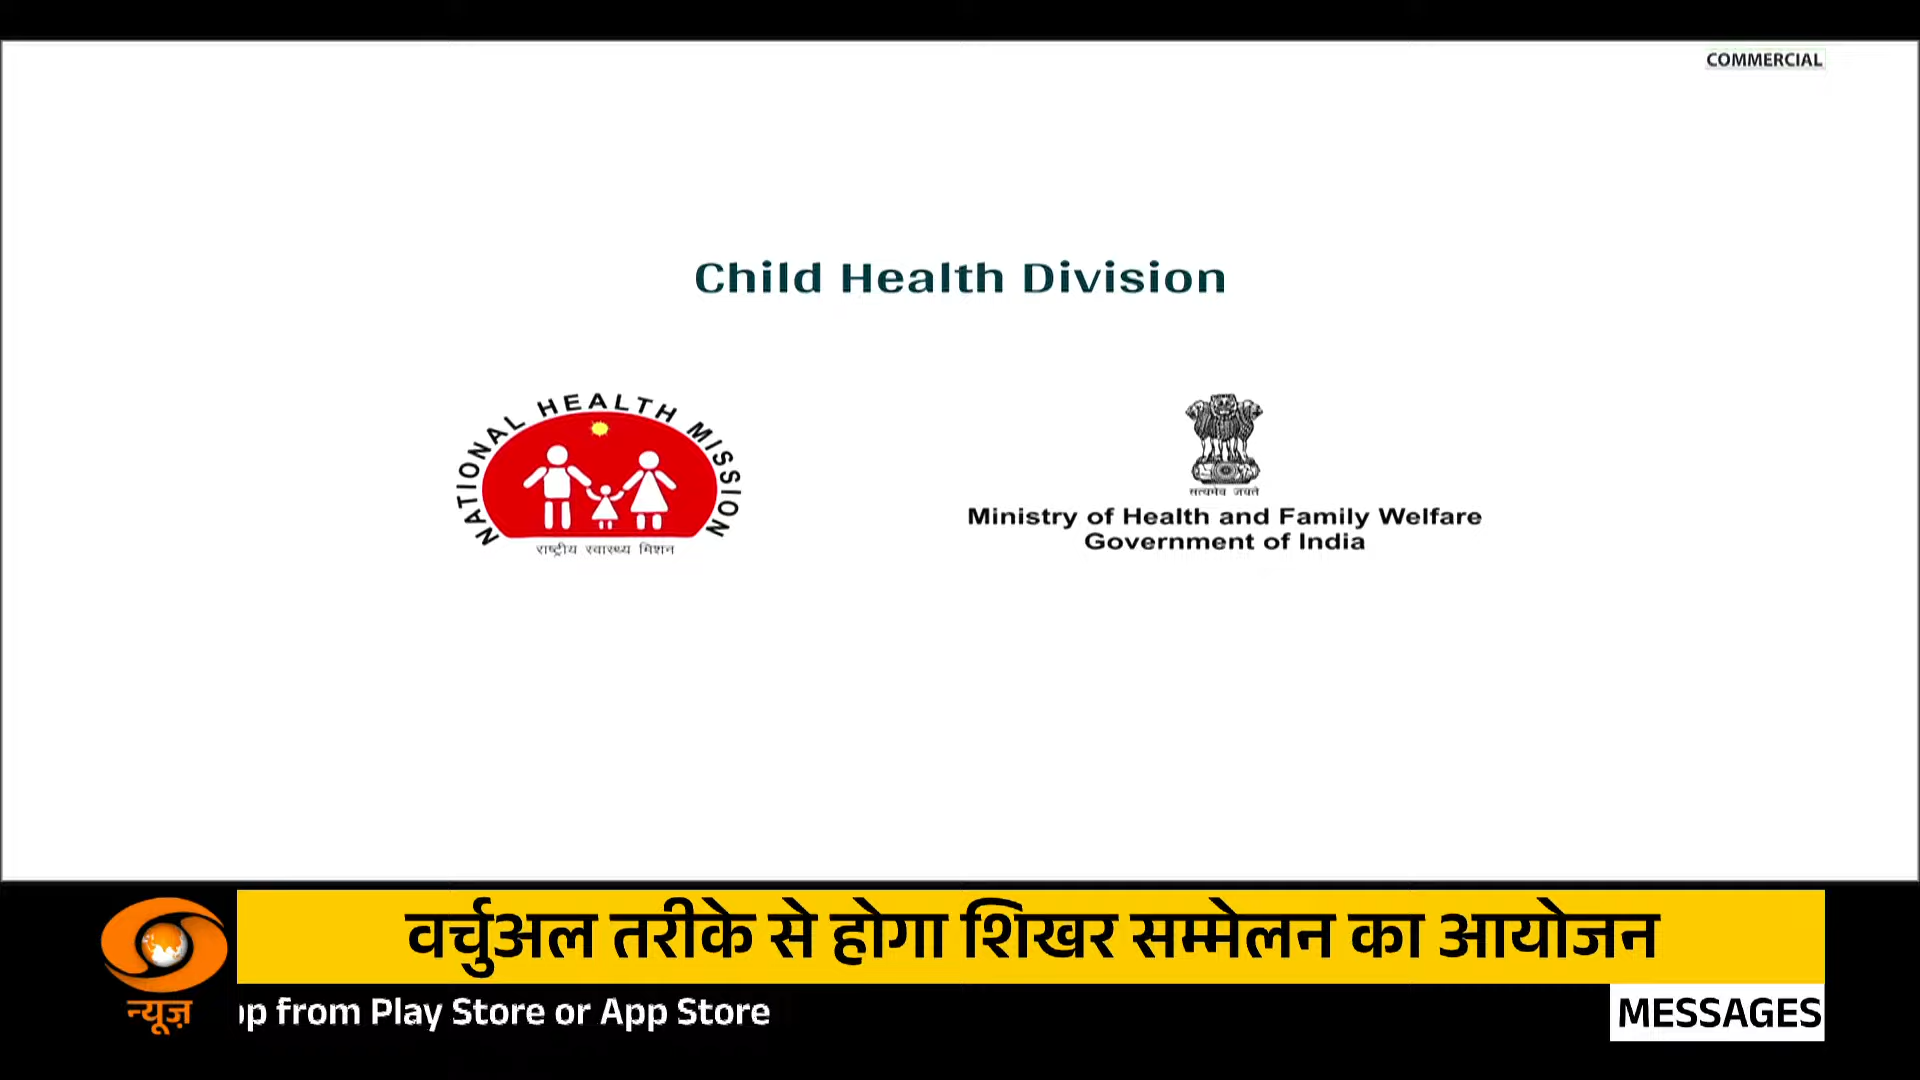 COMMERCIAL
Child Health Division
NATIONAL HEALTH MISSION
राष्ट्रीय स्वास्थ्य मिशन
सत्यमेव जयते
Ministry of Health and Family Welfare
Government of India
वर्चुअल तरीके से होगा शिखर सम्मेलन का आयोजन
न्यूज़
from Play Store or App Store
MESSAGES